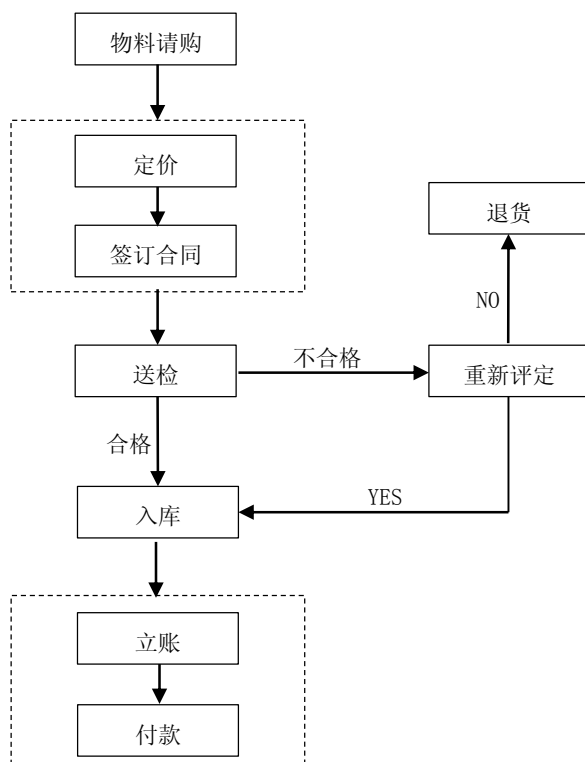 物料请购
定价
签订合同
退货
NO
送检
不合格
重新评定
合格
入库
YES
立账
付款